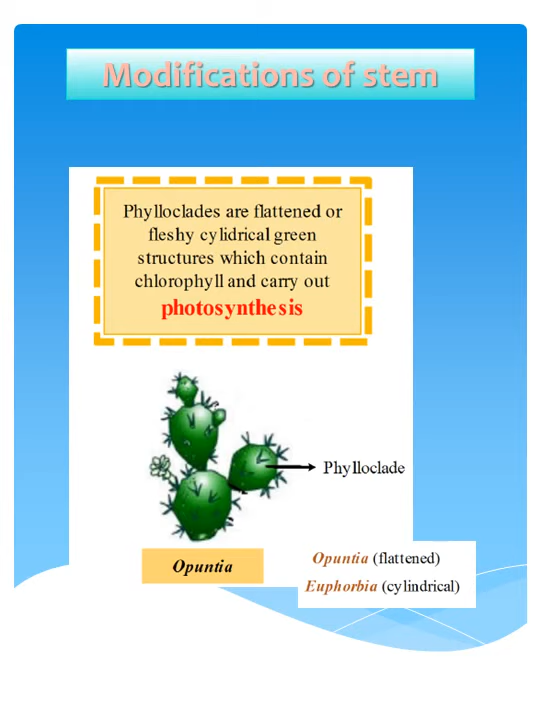 Modifications of stem
Phylloclades are flattened or
fleshy cylidrical green
structures which contain
chlorophyll and carry out
photosynthesis
Phylloclade
Opuntia
Opuntia (flattened)
Euphorbia (cylindrical)